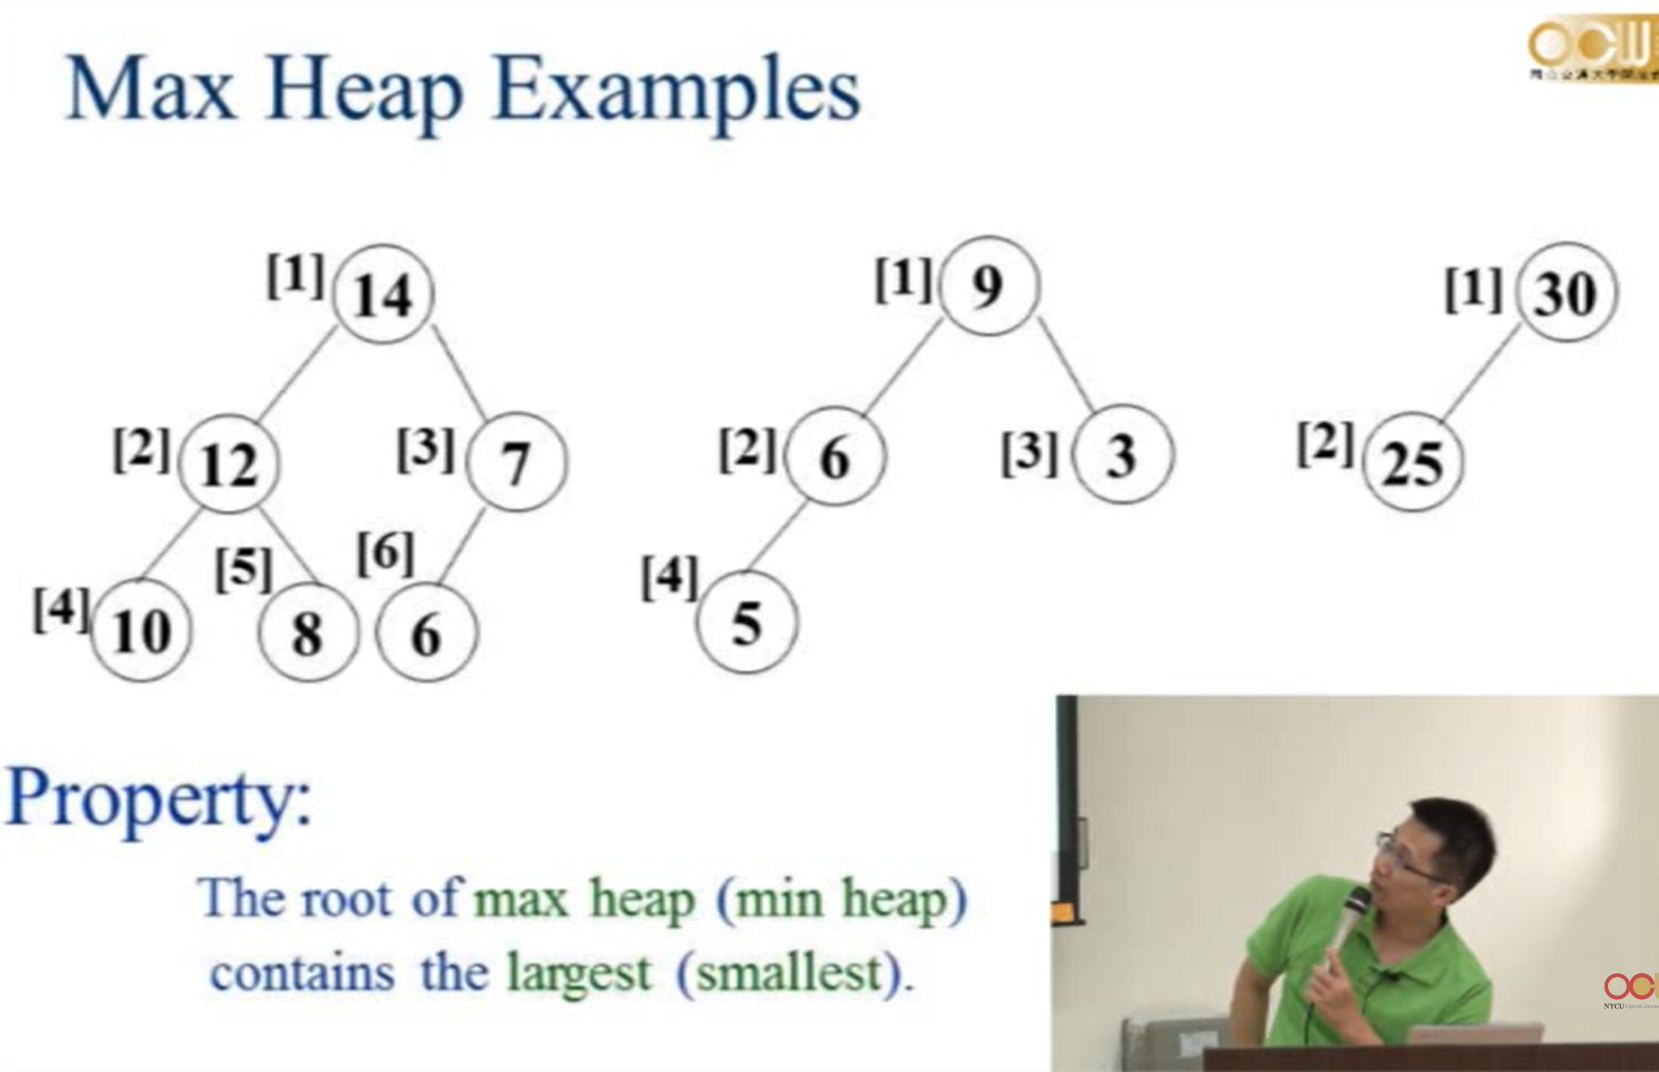 OCW
Max Heap Examples
[1] 14
[2] 12
[3] 7
[4] 10
[5] 8
[6] 6
[1] 9
[2] 6
[3] 3
[4] 5
[1] 30
[2] 25
Property:
The root of max heap (min heap)
contains the largest (smallest).
NYCU